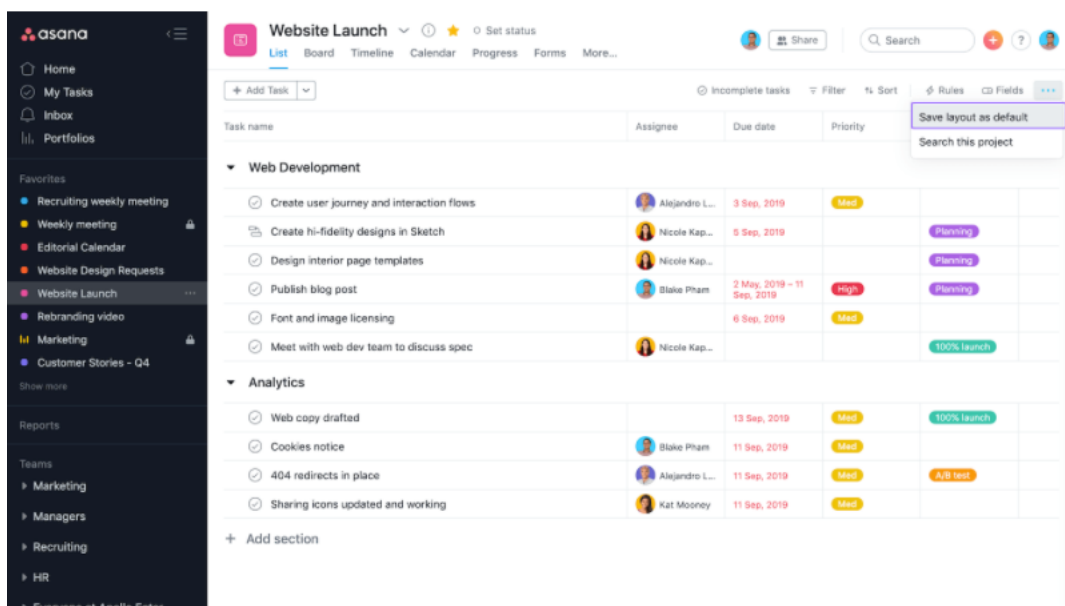 asana
Home
My Tasks
Inbox
Portfolios
Favorites
Recruiting weekly meeting
Weekly meeting
Editorial Calendar
Website Design Requests
Website Launch
Rebranding video
Marketing
Customer Stories - Q4
Show more
Reports
Teams
Marketing
Managers
Recruiting
HR
Website Launch
Set status
List Board Timeline Calendar Progress Forms More...
Share
Search
?
+ Add Task
Incomplete tasks Filter Sort Rules Fields
Save layout as default
Search this project
Task name Assignee Due date Priority
Web Development
Create user journey and interaction flows Alejandro L... 3 Sep, 2019 Med
Create hi-fidelity designs in Sketch Nicole Kap... 5 Sep, 2019 Planning
Design interior page templates Nicole Kap... Planning
Publish blog post Blake Pham 2 May, 2019 – 11 Sep, 2019 High Planning
Font and image licensing 6 Sep, 2019 Med
Meet with web dev team to discuss spec Nicole Kap... 100% launch
Analytics
Web copy drafted 13 Sep, 2019 Med 100% launch
Cookies notice Blake Pham 11 Sep, 2019 Med
404 redirects in place Alejandro L... 11 Sep, 2019 Med A/B test
Sharing icons updated and working Kat Mooney 11 Sep, 2019 Med
+ Add section